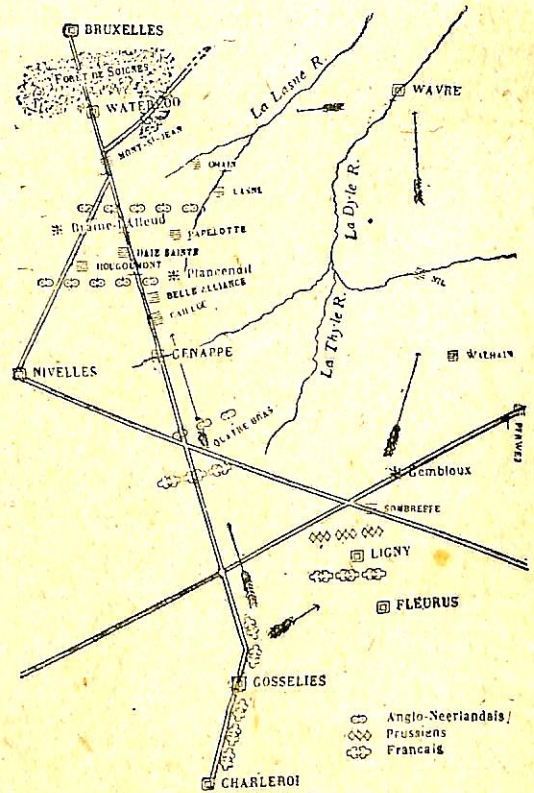 BRUXELLES
FORET DE SOIGNES
WATERLOO
MONT-ST-JEAN
La Lasne R.
WAVRE
OHAIN
LASNE
La Dyle R.
Braine-l'Alleud
PAPELOTTE
HAIE SAINTE
HOUGOUMONT
Plancenoit
BELLE ALLIANCE
CAILLOU
NIL
La Thyle R.
GENAPPE
WALHAIN
NIVELLES
QUATRE BRAS
PERWEZ
Gembloux
SOMBREFFE
LIGNY
FLEURUS
GOSSELIES
Anglo-Neerlandais
Prussiens
Francais
CHARLEROI